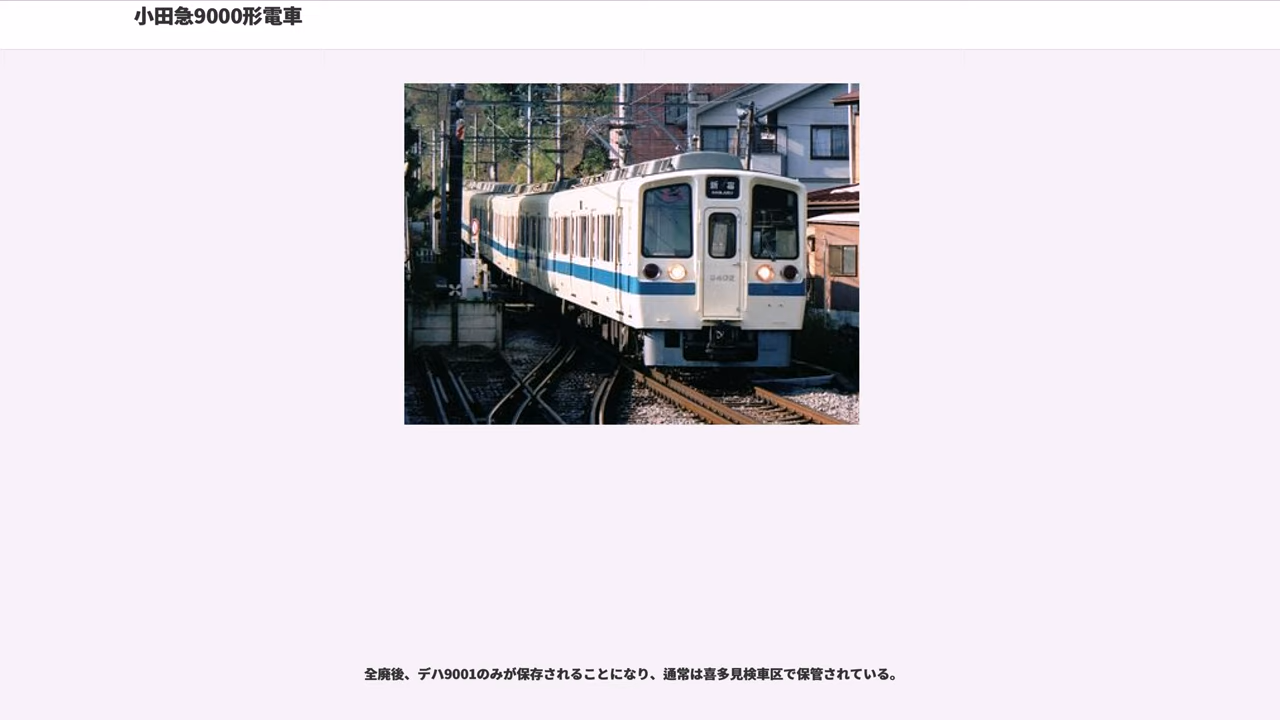 小田急9000形電車
全廃後、デハ9001のみが保存されることになり、通常は喜多見検車区で保管されている。